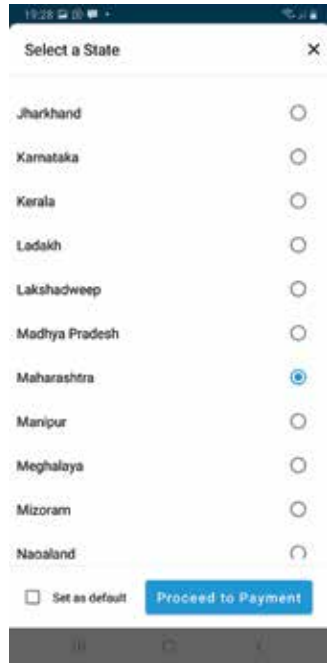 19:28
Select a State
Jharkhand
Karnataka
Kerala
Ladakh
Lakshadweep
Madhya Pradesh
Maharashtra
Manipur
Meghalaya
Mizoram
Nagaland
Set as default
Proceed to Payment